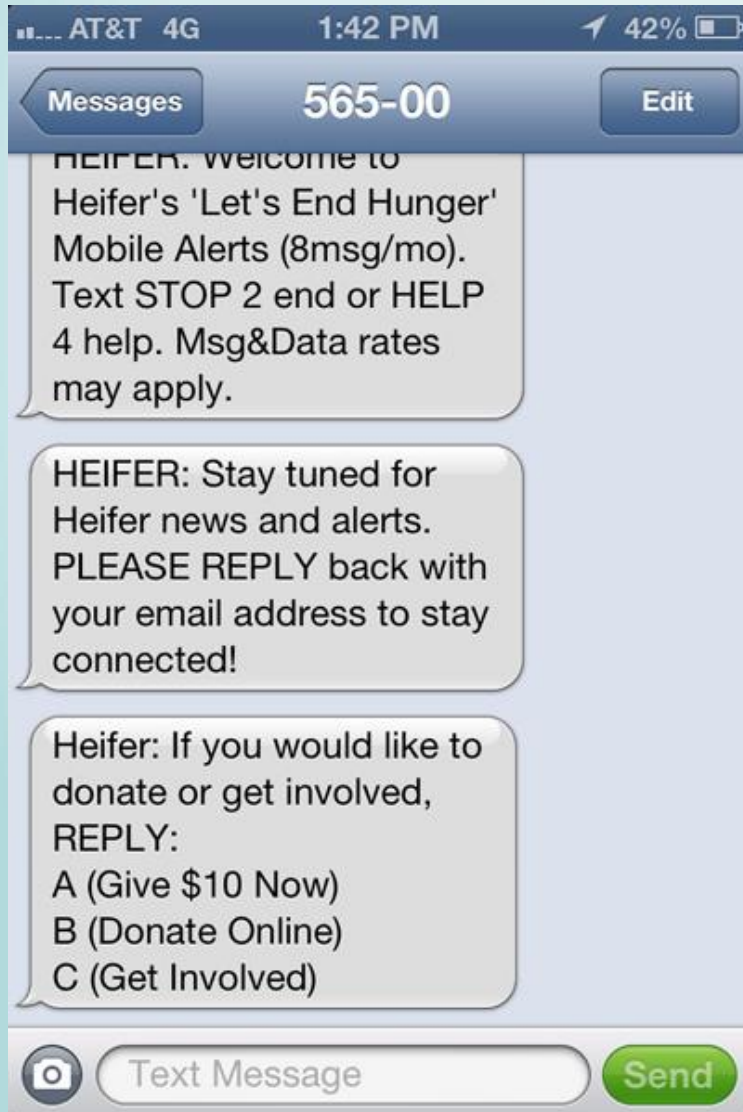 AT&T 4G 1:42 PM 42%
Messages 565-00 Edit
HEIFER: Welcome to
Heifer's 'Let's End Hunger'
Mobile Alerts (8msg/mo).
Text STOP 2 end or HELP
4 help. Msg&Data rates
may apply.
HEIFER: Stay tuned for
Heifer news and alerts.
PLEASE REPLY back with
your email address to stay
connected!
Heifer: If you would like to
donate or get involved,
REPLY:
A (Give $10 Now)
B (Donate Online)
C (Get Involved)
Text Message Send